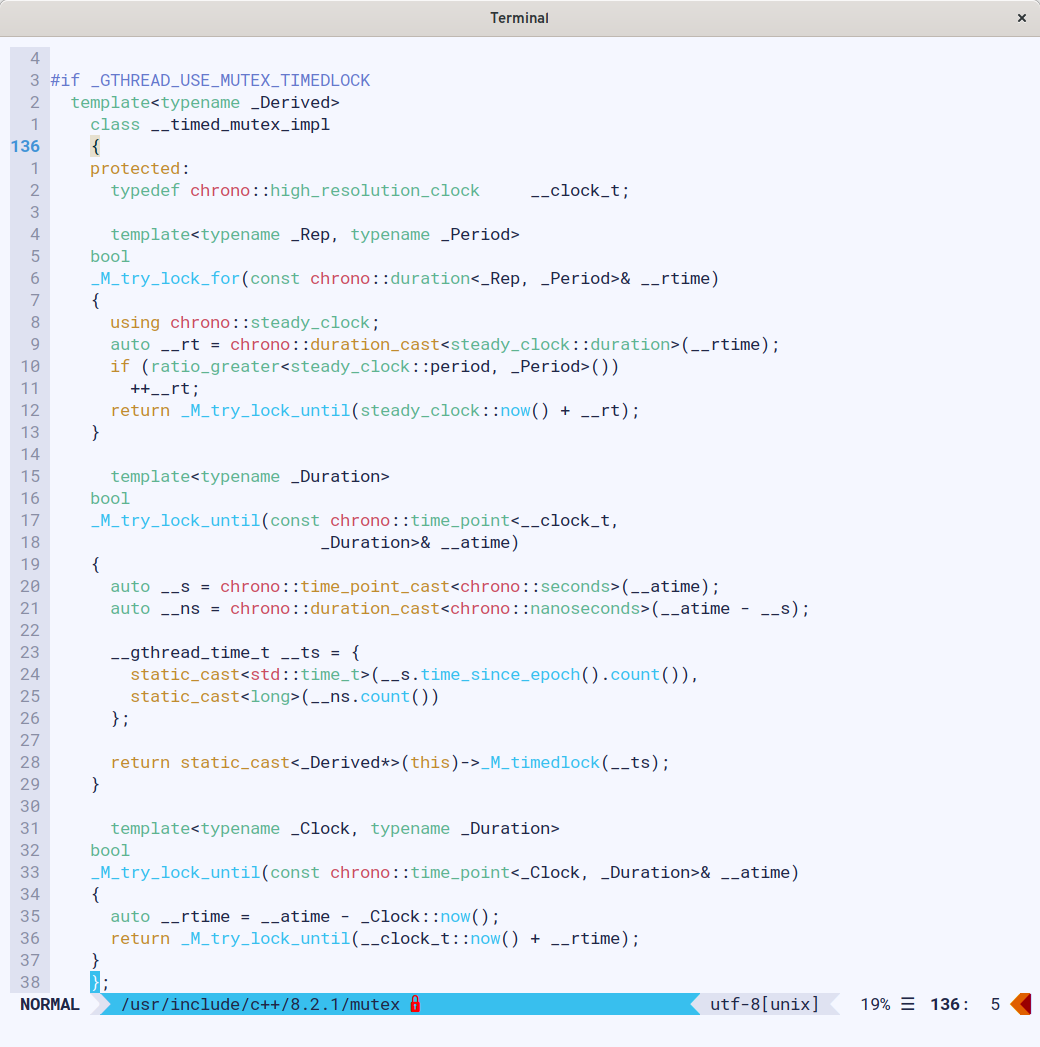 Terminal ×
4
3 #if _GTHREAD_USE_MUTEX_TIMEDLOCK
2   template<typename _Derived>
1     class __timed_mutex_impl
136     {
1     protected:
2       typedef chrono::high_resolution_clock     __clock_t;
3
4       template<typename _Rep, typename _Period>
5     bool
6     _M_try_lock_for(const chrono::duration<_Rep, _Period>& __rtime)
7     {
8       using chrono::steady_clock;
9       auto __rt = chrono::duration_cast<steady_clock::duration>(__rtime);
10       if (ratio_greater<steady_clock::period, _Period>())
11         ++__rt;
12       return _M_try_lock_until(steady_clock::now() + __rt);
13     }
14
15       template<typename _Duration>
16     bool
17     _M_try_lock_until(const chrono::time_point<__clock_t,
18                            _Duration>& __atime)
19     {
20       auto __s = chrono::time_point_cast<chrono::seconds>(__atime);
21       auto __ns = chrono::duration_cast<chrono::nanoseconds>(__atime - __s);
22
23       __gthread_time_t __ts = {
24         static_cast<std::time_t>(__s.time_since_epoch().count()),
25         static_cast<long>(__ns.count())
26       };
27
28       return static_cast<_Derived*>(this)->_M_timedlock(__ts);
29     }
30
31       template<typename _Clock, typename _Duration>
32     bool
33     _M_try_lock_until(const chrono::time_point<_Clock, _Duration>& __atime)
34     {
35       auto __rtime = __atime - _Clock::now();
36       return _M_try_lock_until(__clock_t::now() + __rtime);
37     }
38     };
NORMAL /usr/include/c++/8.2.1/mutex utf-8[unix] 19% ☰ 136: 5